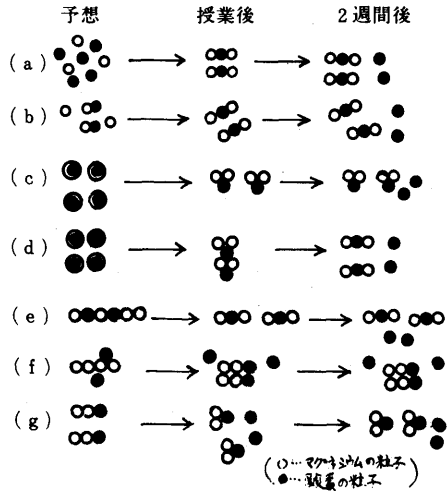 予想 授業後 2週間後
(a)
(b)
(c)
(d)
(e)
(f)
(g)
(○…マグネシウムの粒子
●…酸素の粒子)